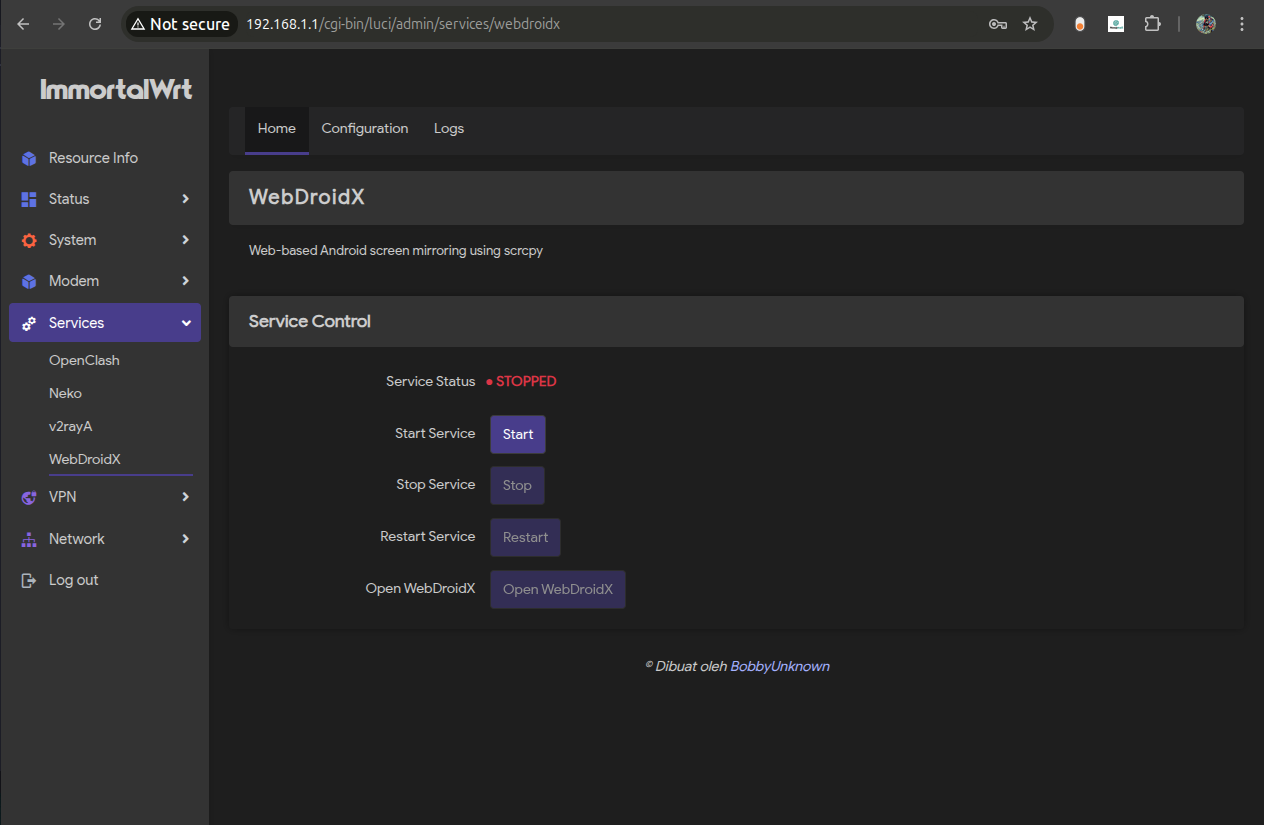 Not secure 192.168.1.1/cgi-bin/luci/admin/services/webdroidx
ImmortalWrt
Resource Info
Status
System
Modem
Services
OpenClash
Neko
v2rayA
WebDroidX
VPN
Network
Log out
Home Configuration Logs
WebDroidX
Web-based Android screen mirroring using scrcpy
Service Control
Service Status ● STOPPED
Start Service Start
Stop Service Stop
Restart Service Restart
Open WebDroidX Open WebDroidX
© Dibuat oleh BobbyUnknown